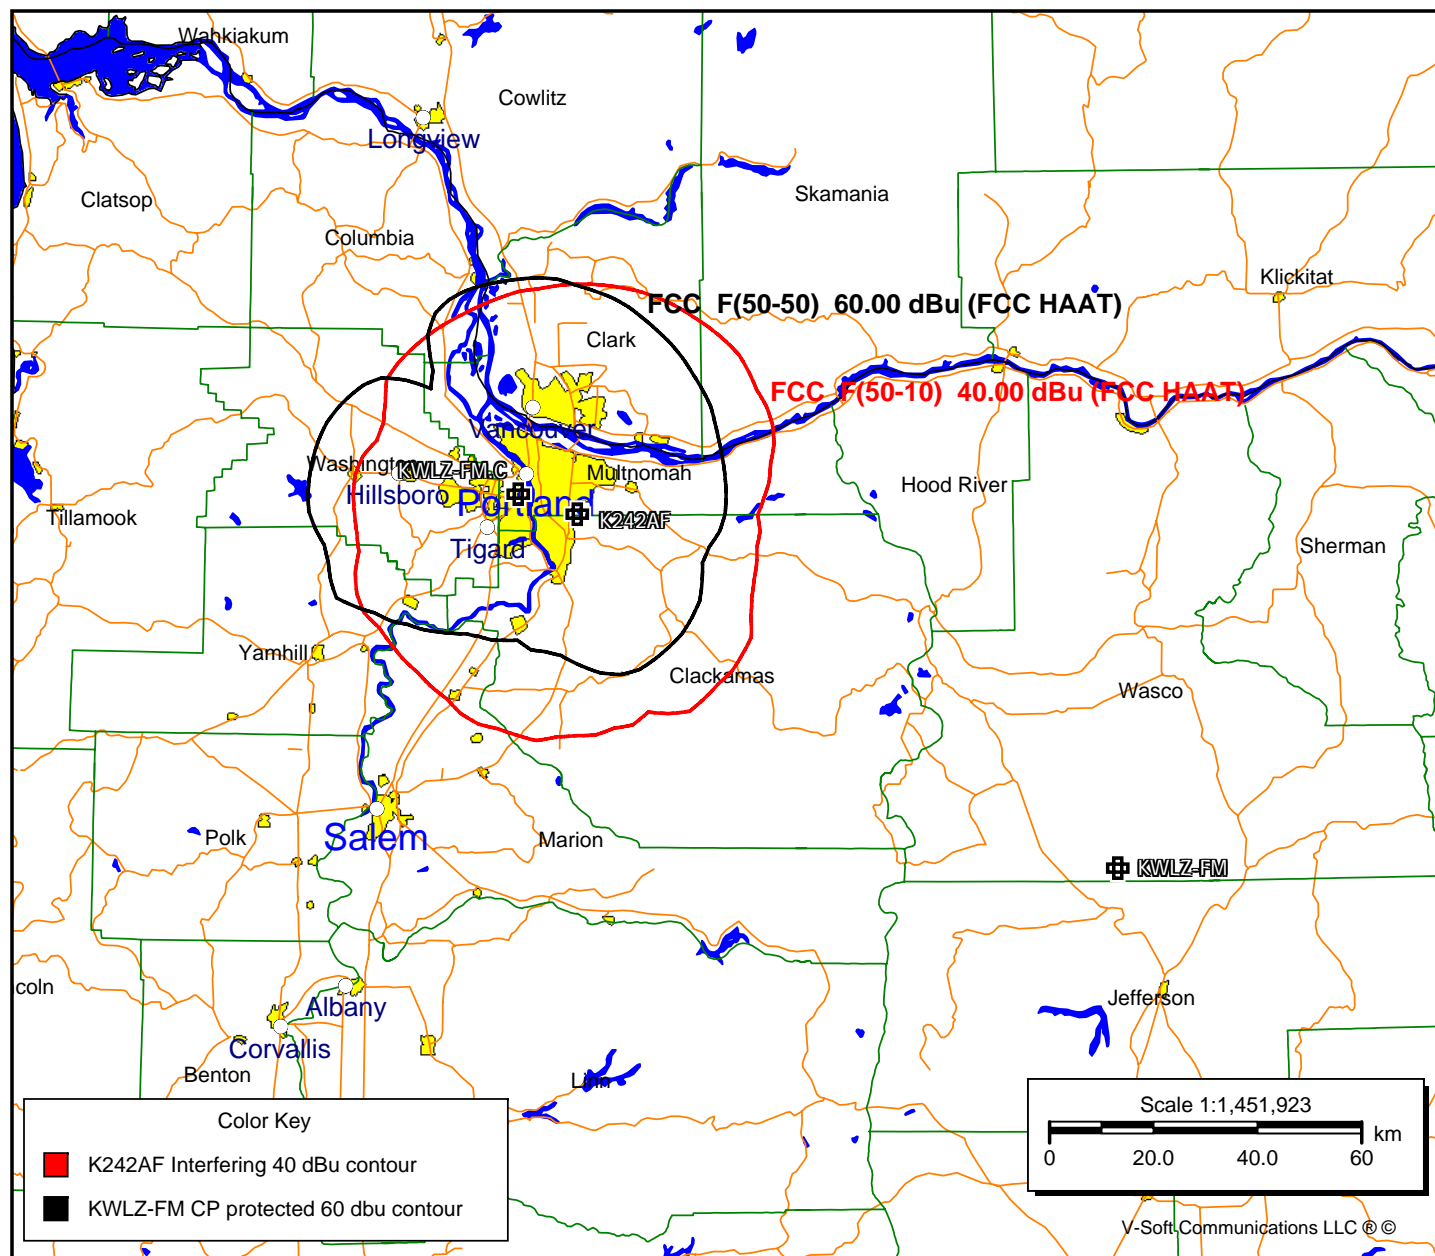 Wahkiakum
Cowlitz
Longview
Clatsop
Skamania
Columbia
Klickitat
FCC F(50-50) 60.00 dBu (FCC HAAT)
Clark
FCC F(50-10) 40.00 dBu (FCC HAAT)
Vancouver
Washington
KWLZ-FM.C
Multnomah
Hillsboro
Portland
Hood River
Tillamook
K242AF
Tigard
Sherman
Yamhill
Clackamas
Wasco
Salem
Polk
Marion
KWLZ-FM
coln
Albany
Jefferson
Corvallis
Benton
Linn
Color Key
K242AF Interfering 40 dBu contour
KWLZ-FM CP protected 60 dbu contour
Scale 1:1,451,923
km
0 20.0 40.0 60
V-Soft Communications LLC ® ©